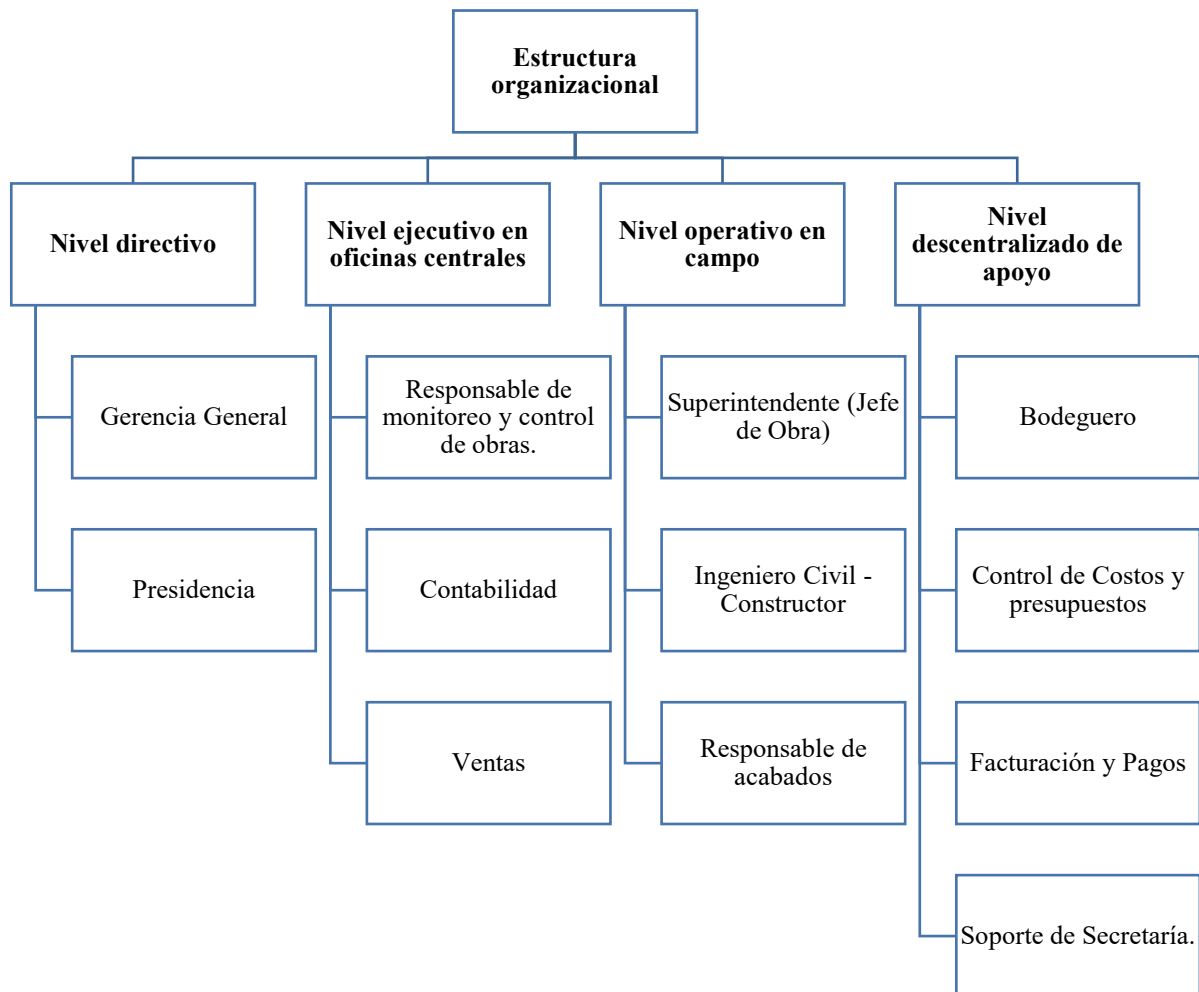 Estructura
organizacional
Nivel directivo
Nivel ejecutivo en
oficinas centrales
Nivel operativo en
campo
Nivel
descentralizado de
apoyo
Gerencia General
Responsable de
monitoreo y control
de obras.
Superintendente (Jefe
de Obra)
Bodeguero
Presidencia
Contabilidad
Ingeniero Civil -
Constructor
Control de Costos y
presupuestos
Ventas
Responsable de
acabados
Facturación y Pagos
Soporte de Secretaría.